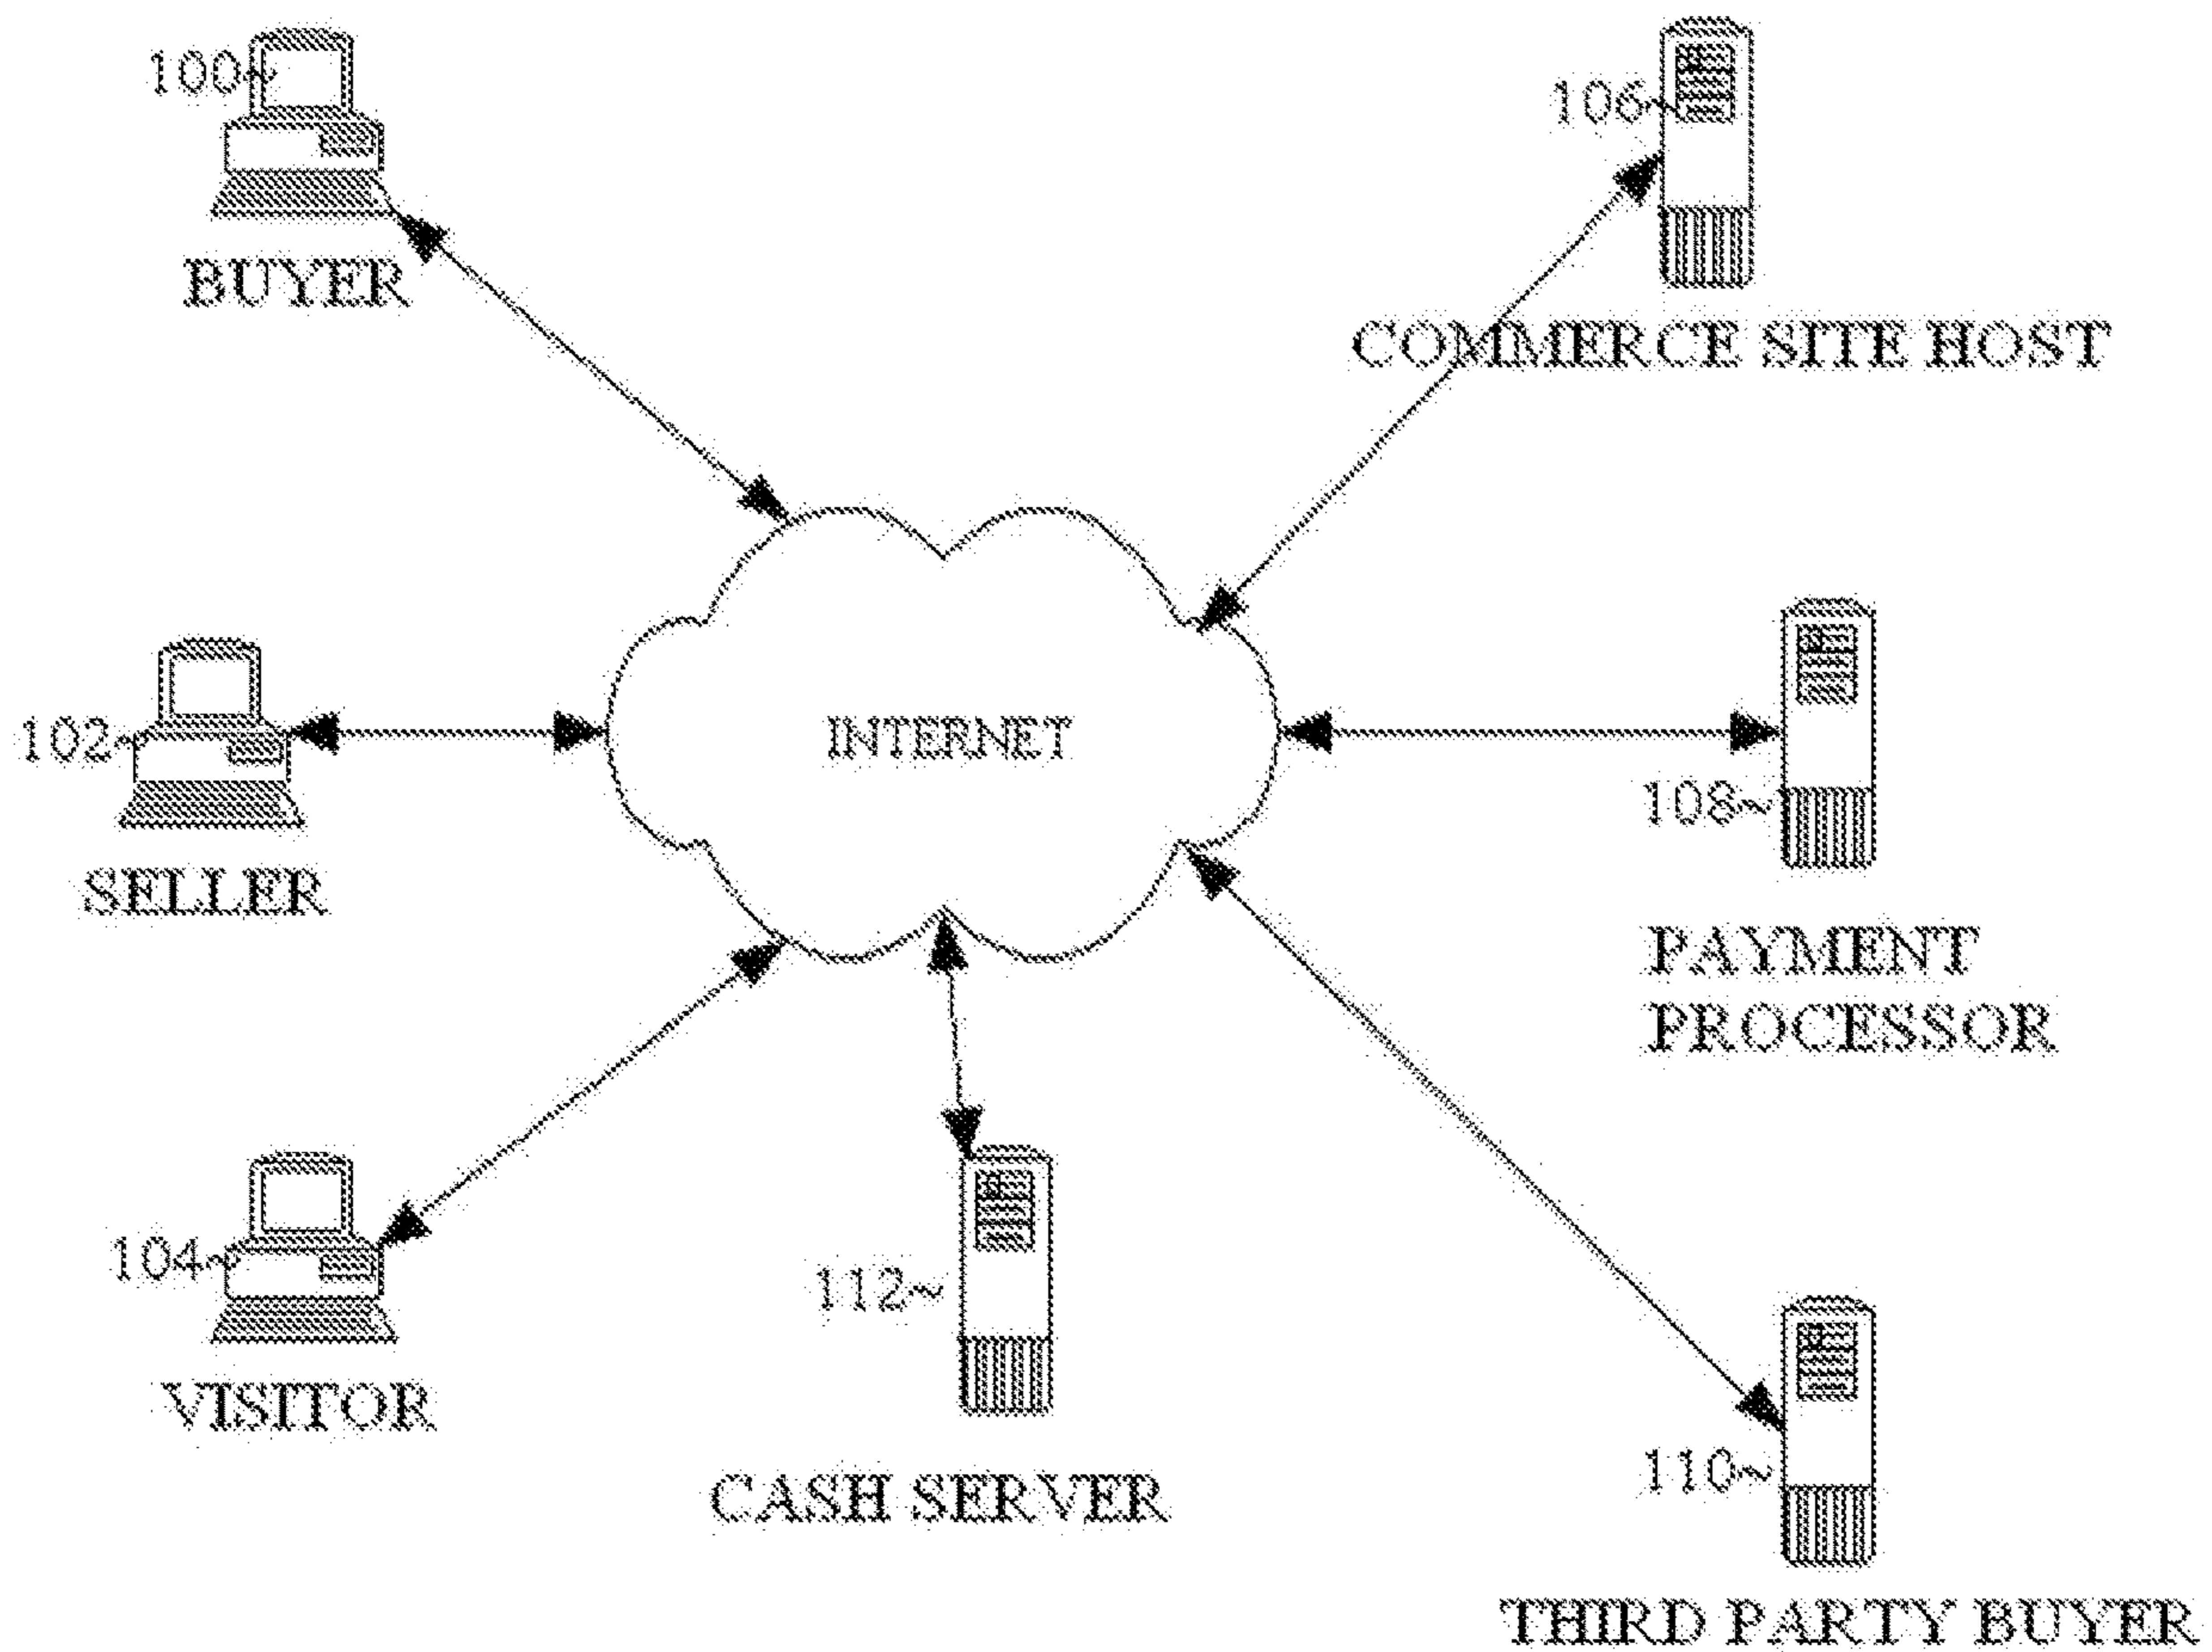 100~
BUYER
106~
COMMERCE SITE HOST
102~
SELLER
INTERNET
108~
PAYMENT
PROCESSOR
104~
VISITOR
112~
CASH SERVER
110~
THIRD PARTY BUYER